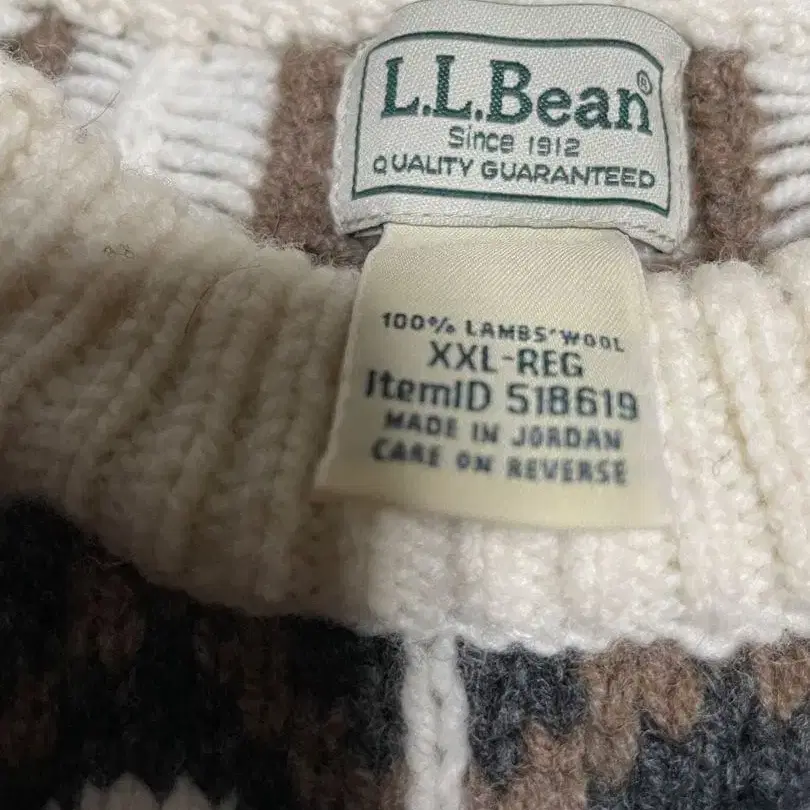 L.L.Bean®
Since 1912
QUALITY GUARANTEED
100% LAMBS' WOOL
XXL-REG
ItemID 518619
MADE IN JORDAN
CARE ON REVERSE